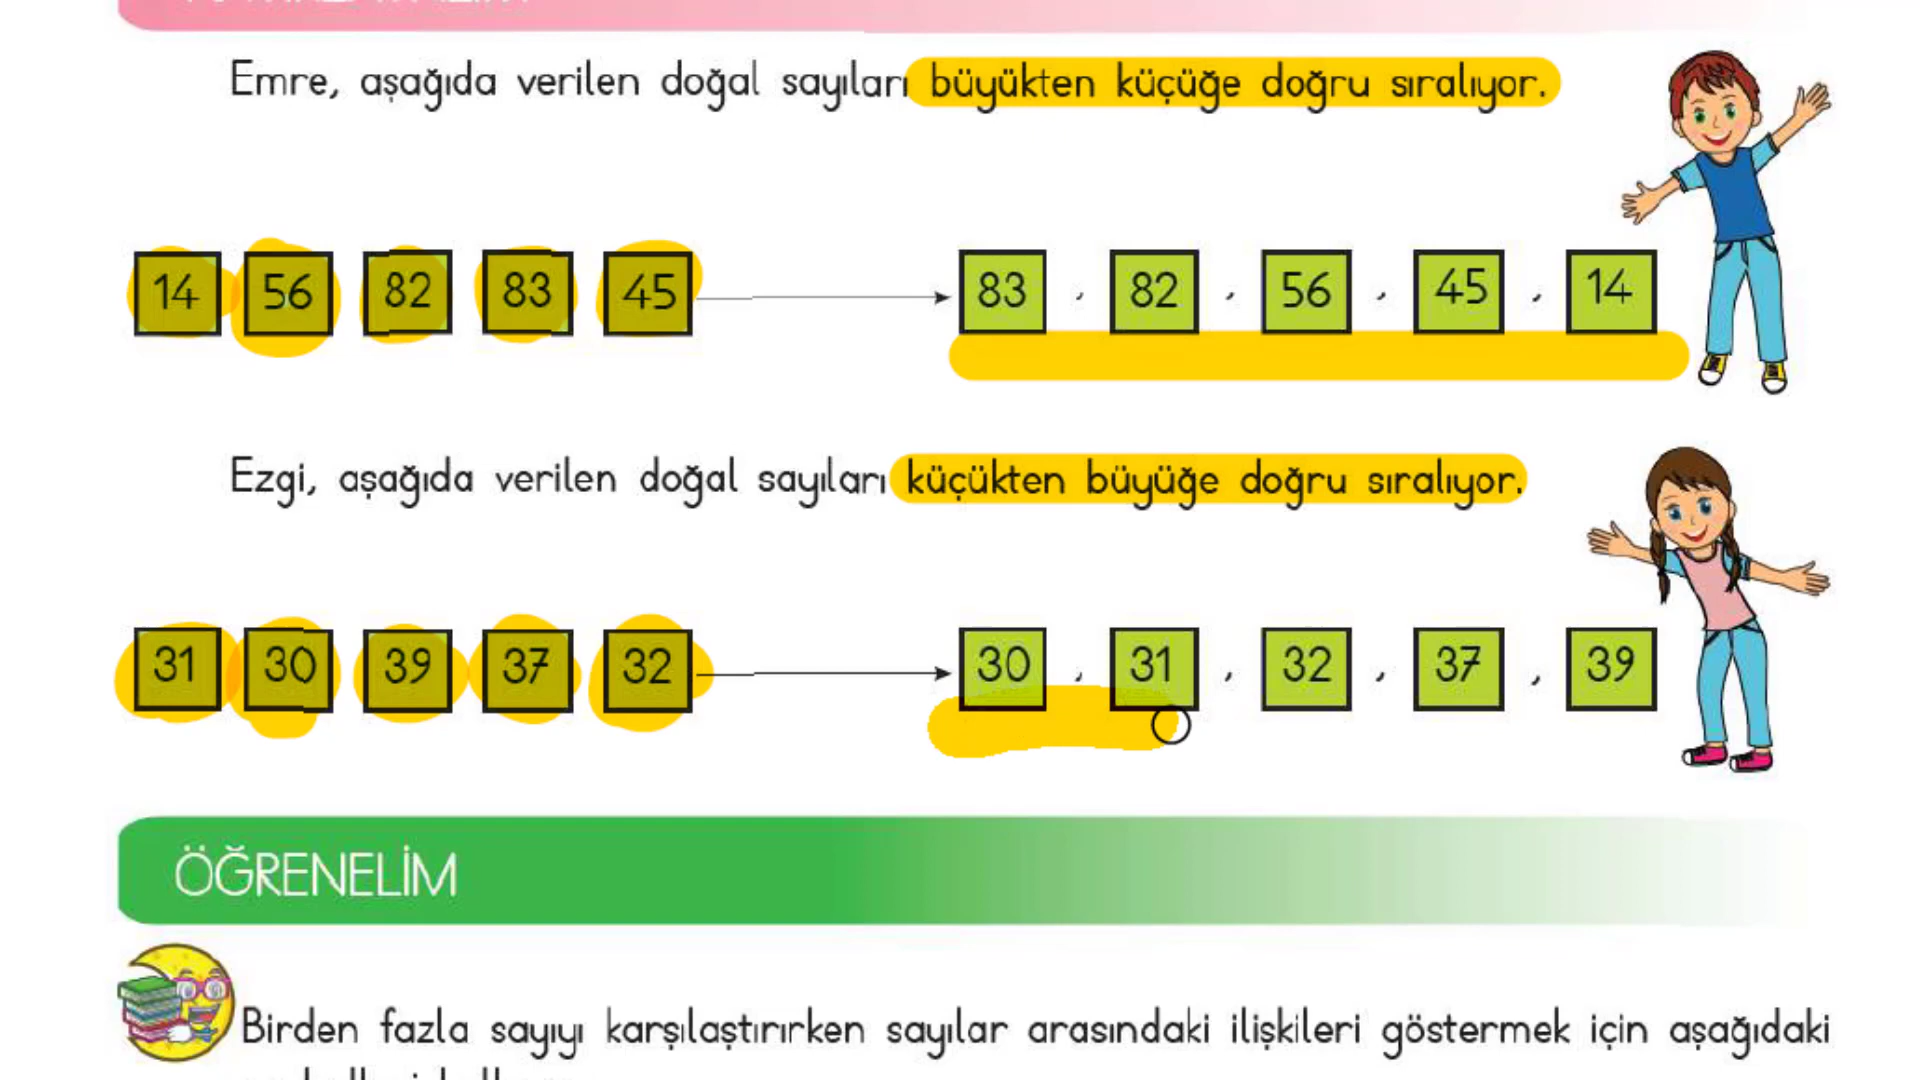 Emre, aşağıda verilen doğal sayıları büyükten küçüğe doğru sıralıyor.
14 56 82 83 45 83 , 82 , 56 , 45 , 14
Ezgi, aşağıda verilen doğal sayıları küçükten büyüğe doğru sıralıyor.
31 30 39 37 32 30 , 31 , 32 , 37 , 39
ÖĞRENELİM
Birden fazla sayıyı karşılaştırırken sayılar arasındaki ilişkileri göstermek için aşağıdaki